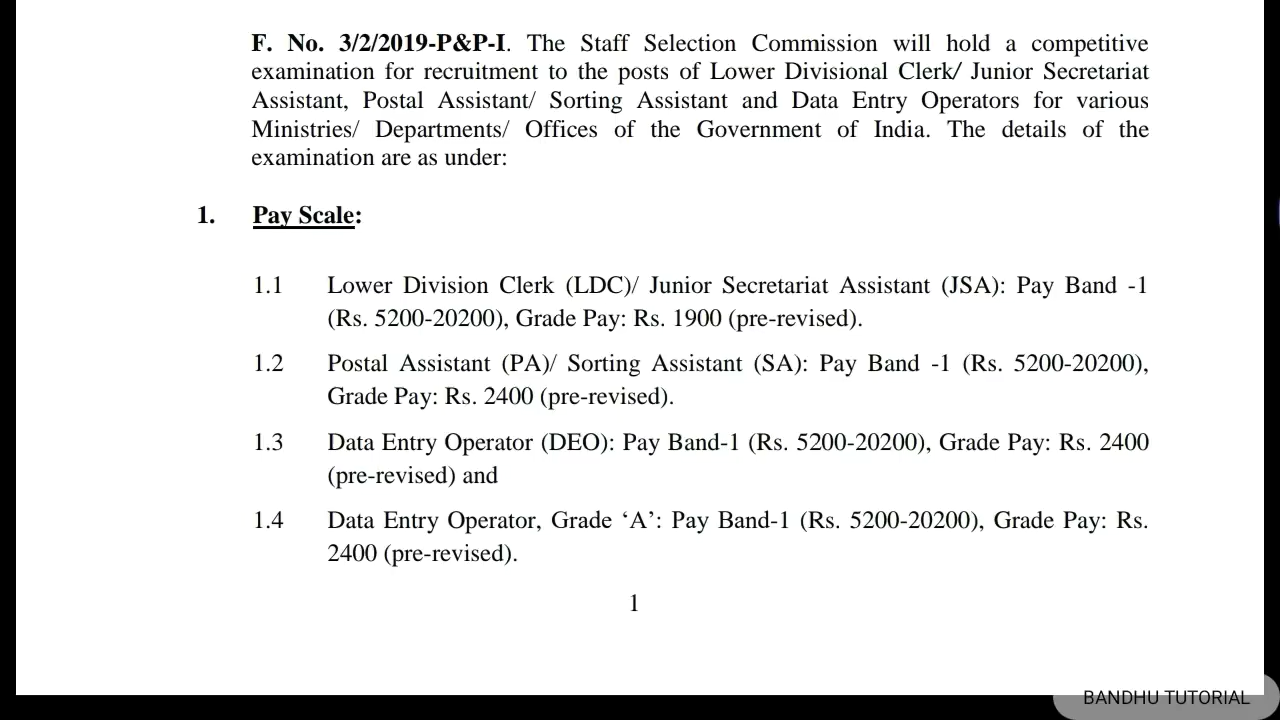 F. No. 3/2/2019-P&P-I. The Staff Selection Commission will hold a competitive
examination for recruitment to the posts of Lower Divisional Clerk/ Junior Secretariat
Assistant, Postal Assistant/ Sorting Assistant and Data Entry Operators for various
Ministries/ Departments/ Offices of the Government of India. The details of the
examination are as under:
1. Pay Scale:
1.1 Lower Division Clerk (LDC)/ Junior Secretariat Assistant (JSA): Pay Band -1
(Rs. 5200-20200), Grade Pay: Rs. 1900 (pre-revised).
1.2 Postal Assistant (PA)/ Sorting Assistant (SA): Pay Band -1 (Rs. 5200-20200),
Grade Pay: Rs. 2400 (pre-revised).
1.3 Data Entry Operator (DEO): Pay Band-1 (Rs. 5200-20200), Grade Pay: Rs. 2400
(pre-revised) and
1.4 Data Entry Operator, Grade ‘A’: Pay Band-1 (Rs. 5200-20200), Grade Pay: Rs.
2400 (pre-revised).
1
BANDHU TUTORIAL